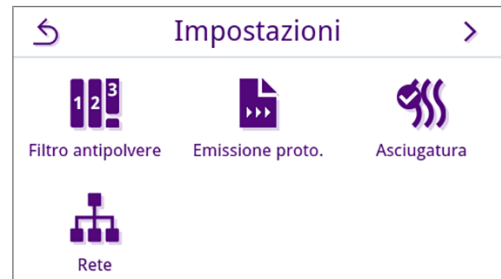 Impostazioni
1 2 3
Filtro antipolvere
Emissione proto.
Asciugatura
Rete